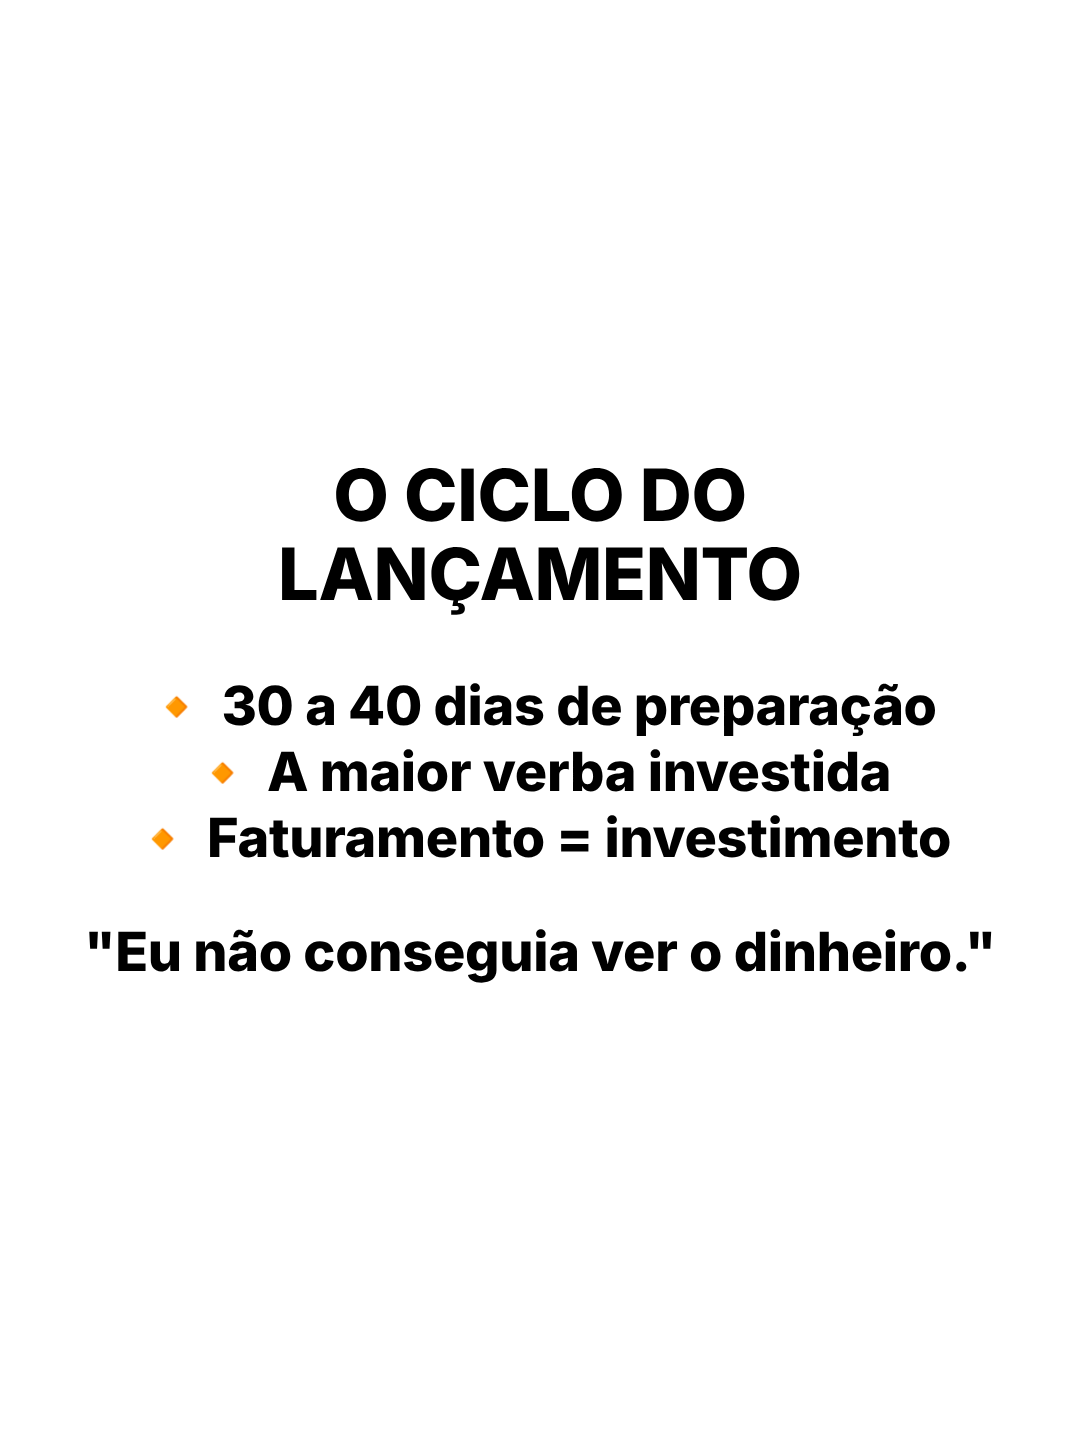 O CICLO DO
LANÇAMENTO
🔸 30 a 40 dias de preparação
🔸 A maior verba investida
🔸 Faturamento = investimento
"Eu não conseguia ver o dinheiro."